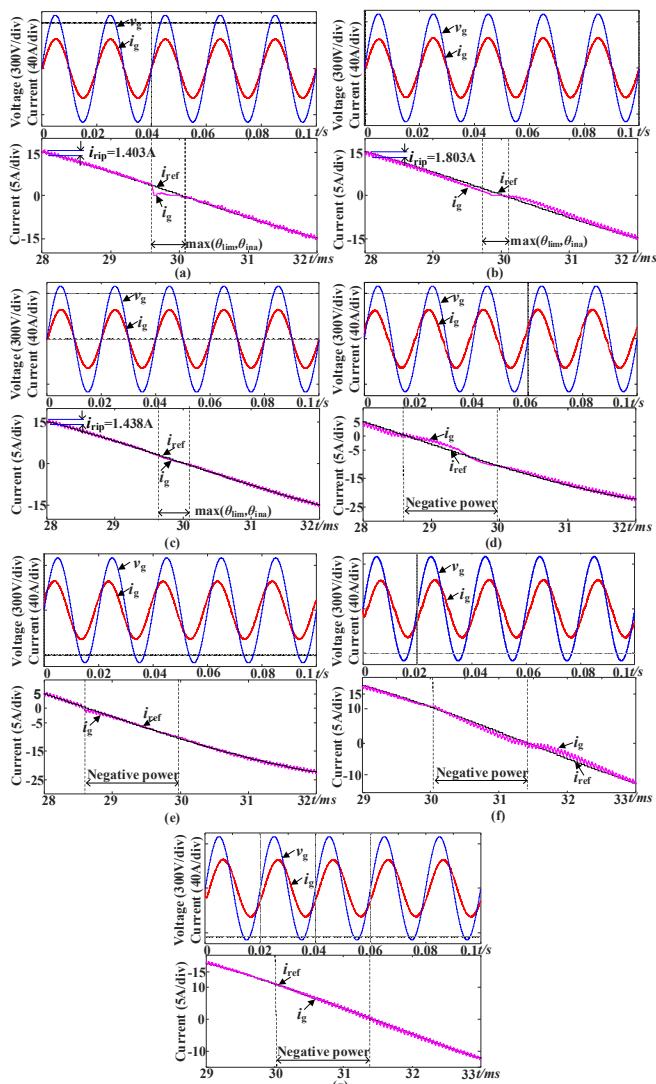 Voltage (300V/div)
Current (40A/div)
vg
ig
0 0.02 0.04 0.06 0.08 0.1 t/s
Current (5A/div)
15
0
-15
irip=1.403A
iref
ig
28 29 30 31 32 t/ms
max(θlim,θina)
(a)
Voltage (300V/div)
Current (40A/div)
vg
ig
0 0.02 0.04 0.06 0.08 0.1 t/s
Current (5A/div)
15
0
-15
irip=1.803A
iref
ig
28 29 30 31 32t/ms
max(θlim,θina)
(b)
Voltage (300V/div)
Current (40A/div)
vg
ig
0 0.02 0.04 0.06 0.08 0.1t/s
Current (5A/div)
15
0
-15
irip=1.438A
iref
ig
28 29 30 31 32t/ms
max(θlim,θina)
(c)
Voltage (300V/div)
Current (40A/div)
vg
ig
0 0.02 0.04 0.06 0.08 0.1t/s
Current (5A/div)
5
0
-5
-15
-25
ig
iref
Negative power
28 29 30 31 32t/ms
(d)
Voltage (300V/div)
Current (40A/div)
vg
ig
0 0.02 0.04 0.06 0.08 0.1t/s
Current (5A/div)
5
0
-5
-15
-25
iref
ig
Negative power
28 29 30 31 32t/ms
(e)
Voltage (300V/div)
Current (40A/div)
vg
ig
0 0.02 0.04 0.06 0.08 0.1t/s
Current (5A/div)
10
0
-10
ig
iref
Negative power
29 30 31 32 33t/ms
(f)
Voltage (300V/div)
Current (40A/div)
vg
ig
0 0.02 0.04 0.06 0.08 0.1t/s
Current (5A/div)
10
0
-10
iref
ig
Negative power
29 30 31 32 33t/ms